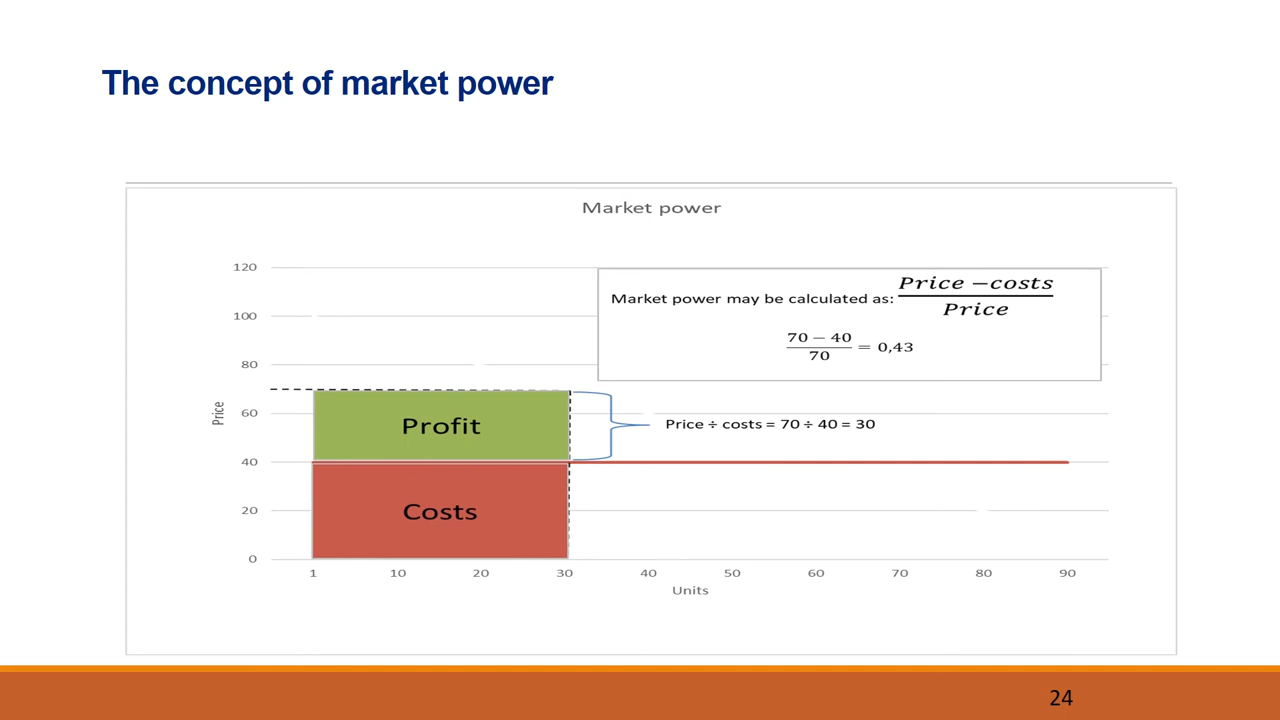 The concept of market power
Market power
120
Market power may be calculated as: Price −costs / Price
100
70 − 40 / 70 = 0,43
80
Price
60
Profit
Price ÷ costs = 70 ÷ 40 = 30
40
Costs
20
0
1 10 20 30 40 50 60 70 80 90
Units
24